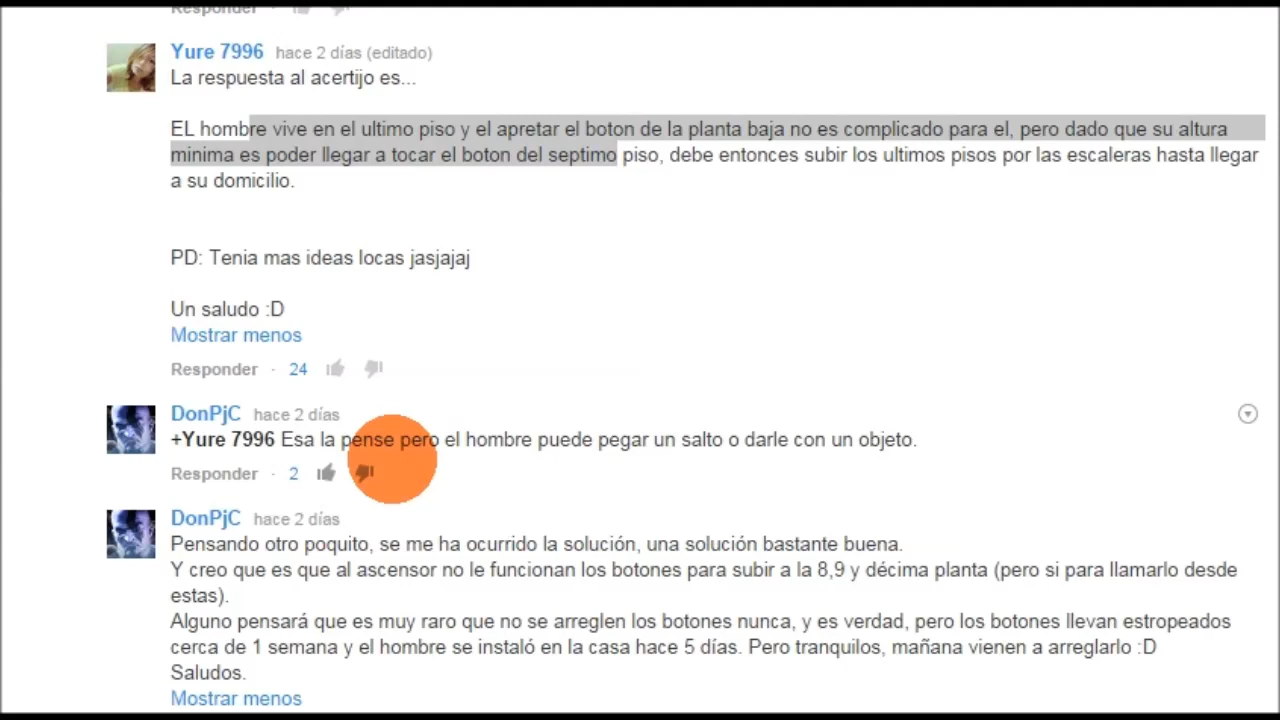 Responder
Yure 7996 hace 2 días (editado)
La respuesta al acertijo es...
EL hombre vive en el ultimo piso y el apretar el boton de la planta baja no es complicado para el, pero dado que su altura
minima es poder llegar a tocar el boton del septimo piso, debe entonces subir los ultimos pisos por las escaleras hasta llegar
a su domicilio.
PD: Tenia mas ideas locas jasjajaj
Un saludo :D
Mostrar menos
Responder · 24
DonPjC hace 2 días
+Yure 7996 Esa la pense pero el hombre puede pegar un salto o darle con un objeto.
Responder · 2
DonPjC hace 2 días
Pensando otro poquito, se me ha ocurrido la solución, una solución bastante buena.
Y creo que es que al ascensor no le funcionan los botones para subir a la 8,9 y décima planta (pero si para llamarlo desde
estas).
Alguno pensará que es muy raro que no se arreglen los botones nunca, y es verdad, pero los botones llevan estropeados
cerca de 1 semana y el hombre se instaló en la casa hace 5 días. Pero tranquilos, mañana vienen a arreglarlo :D
Saludos.
Mostrar menos